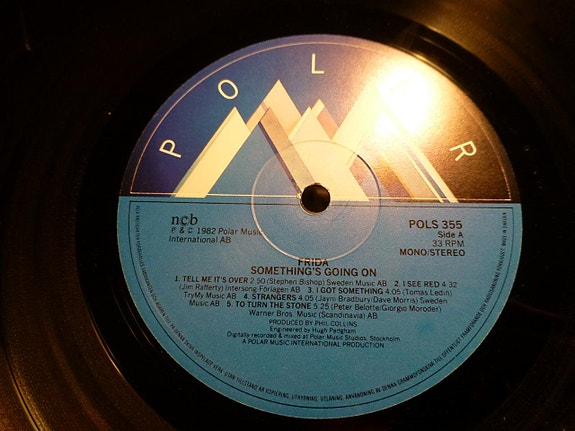 POLAR
ncb
℗ & © 1982 Polar Music
International AB
POLS 355
Side A
33 RPM
MONO/STEREO
FRIDA
SOMETHING'S GOING ON
1. TELL ME IT'S OVER 2.50 (Stephen Bishop) Sweden Music AB 2. I SEE RED 4.32
(Jim Rafferty) Intersong Förlagen AB 3. I GOT SOMETHING 4.05 (Tomas Ledin)
TryMy Music AB 4. STRANGERS 4.05 (Jayni Bradbury/Dave Morris) Sweden
Music AB 5. TO TURN THE STONE 5.25 (Peter Belotte/Giorgio Moroder)
Warner Bros. Music (Scandinavia) AB
PRODUCED BY PHIL COLLINS
Engineered by Hugh Padgham
Digitally recorded & mixed at Polar Music Studios, Stockholm
A POLAR MUSIC INTERNATIONAL PRODUCTION